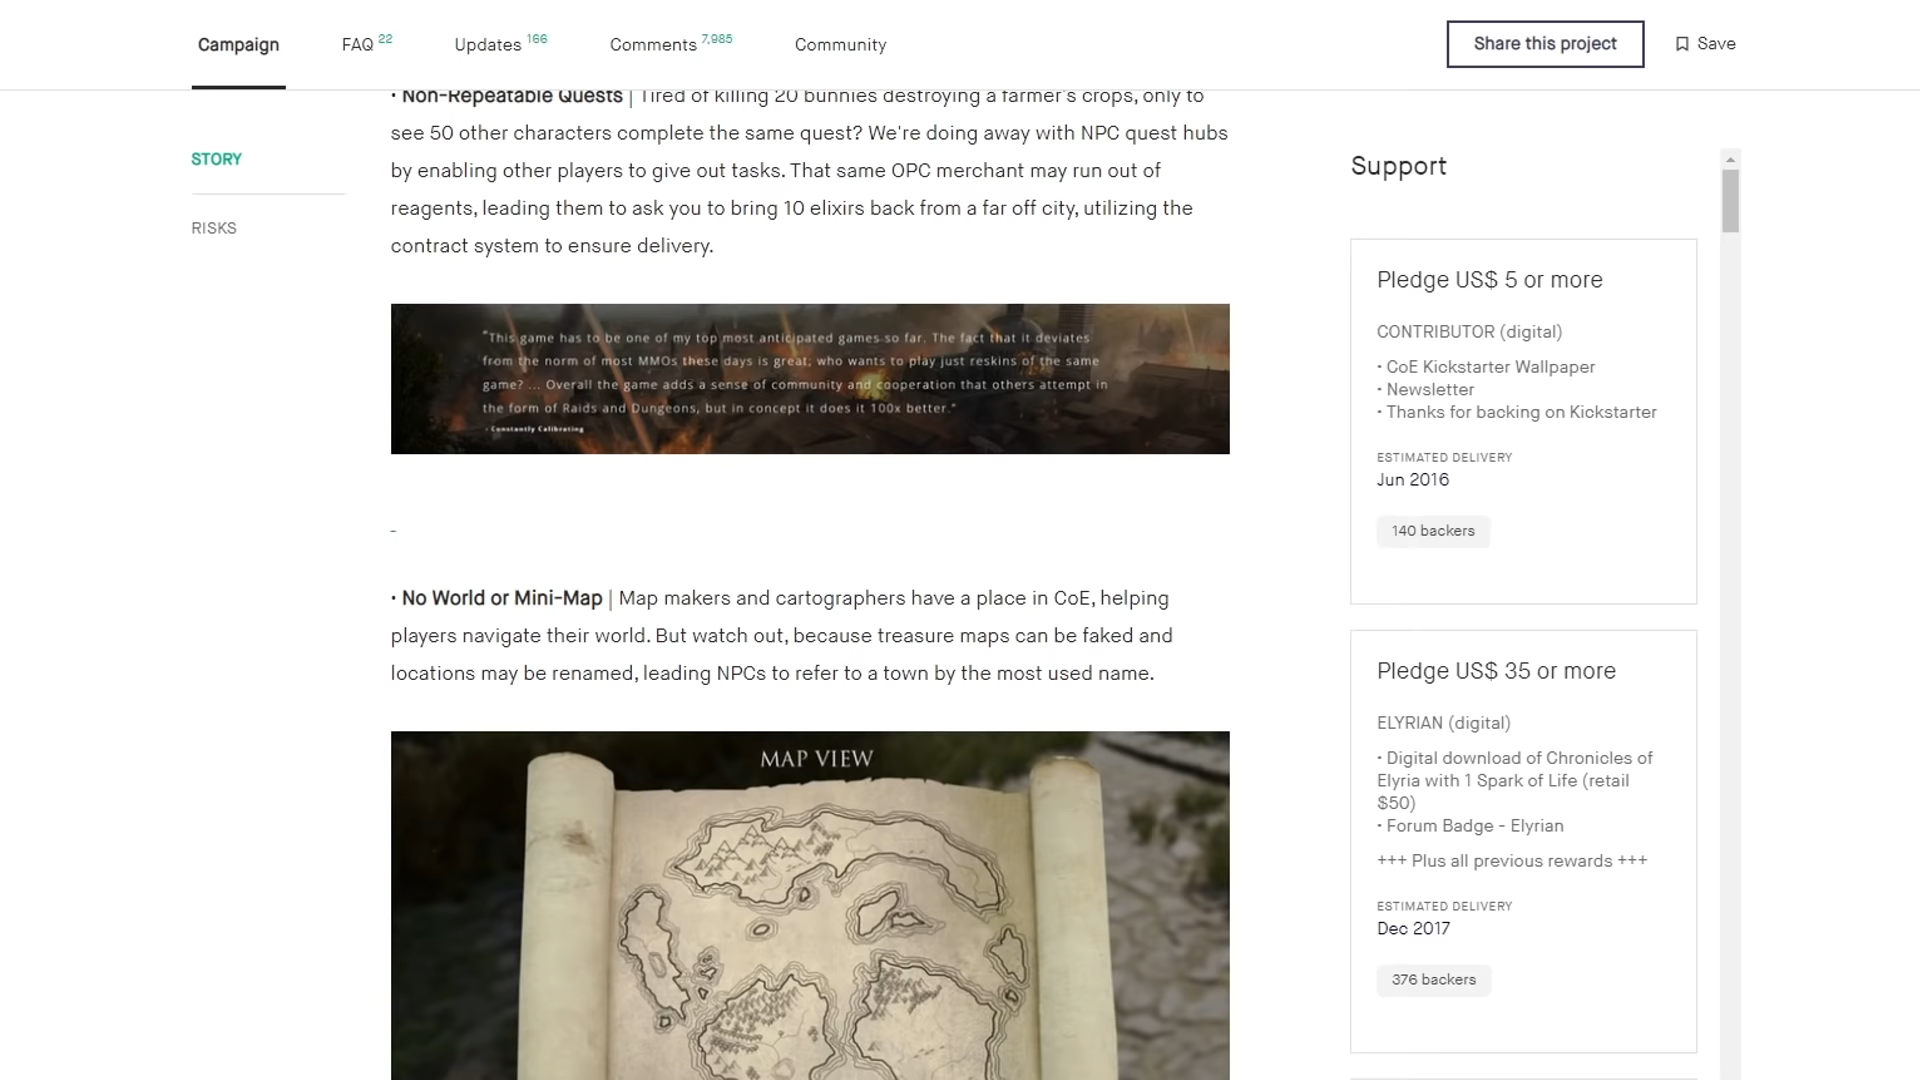 Campaign
FAQ 22
Updates 166
Comments 7,985
Community
Share this project
Save
STORY
RISKS
• Non-Repeatable Quests | Tired of killing 20 bunnies destroying a farmer's crops, only to
see 50 other characters complete the same quest? We're doing away with NPC quest hubs
by enabling other players to give out tasks. That same OPC merchant may run out of
reagents, leading them to ask you to bring 10 elixirs back from a far off city, utilizing the
contract system to ensure delivery.
"This game has to be one of my top most anticipated games so far. The fact that it deviates
from the norm of most MMOs these days is great; who wants to play just reskins of the same
game? ... Overall the game adds a sense of community and cooperation that others attempt in
the form of Raids and Dungeons, but in concept it does it 100x better."
- Constantly Calibrating
• No World or Mini-Map | Map makers and cartographers have a place in CoE, helping
players navigate their world. But watch out, because treasure maps can be faked and
locations may be renamed, leading NPCs to refer to a town by the most used name.
MAP VIEW
Support
Pledge US$ 5 or more
CONTRIBUTOR (digital)
• CoE Kickstarter Wallpaper
• Newsletter
• Thanks for backing on Kickstarter
ESTIMATED DELIVERY
Jun 2016
140 backers
Pledge US$ 35 or more
ELYRIAN (digital)
• Digital download of Chronicles of
Elyria with 1 Spark of Life (retail
$50)
• Forum Badge - Elyrian
+++ Plus all previous rewards +++
ESTIMATED DELIVERY
Dec 2017
376 backers